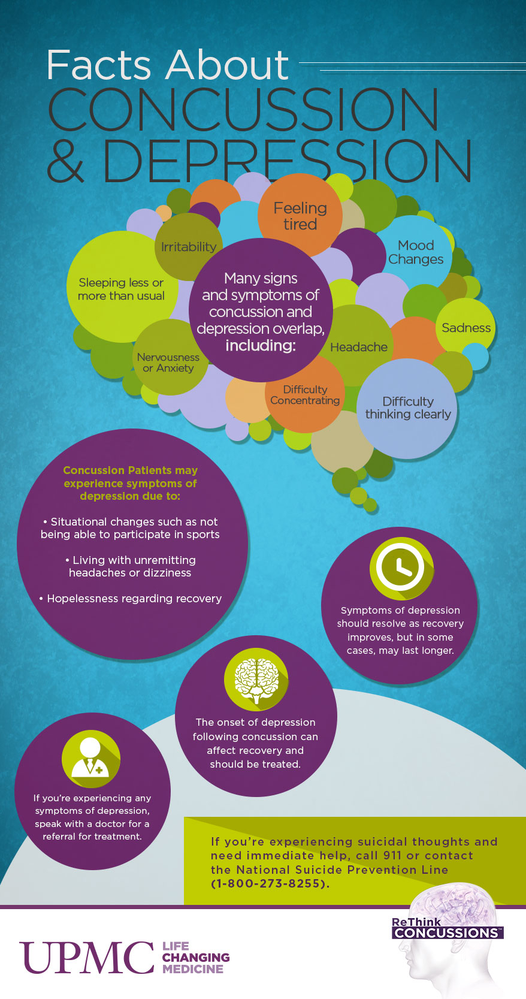 Facts About
CONCUSSION
& DEPRESSION
Feeling
tired
Irritability
Mood
Changes
Sleeping less or
more than usual
Many signs
and symptoms of
concussion and
depression overlap,
including:
Sadness
Headache
Nervousness
or Anxiety
Difficulty
Concentrating
Difficulty
thinking clearly
Concussion Patients may
experience symptoms of
depression due to:
• Situational changes such as not
being able to participate in sports
• Living with unremitting
headaches or dizziness
• Hopelessness regarding recovery
Symptoms of depression
should resolve as recovery
improves, but in some
cases, may last longer.
The onset of depression
following concussion can
affect recovery and
should be treated.
If you're experiencing any
symptoms of depression,
speak with a doctor for a
referral for treatment.
If you're experiencing suicidal thoughts and
need immediate help, call 911 or contact
the National Suicide Prevention Line
(1-800-273-8255).
UPMC
LIFE
CHANGING
MEDICINE
ReThink
CONCUSSIONS™